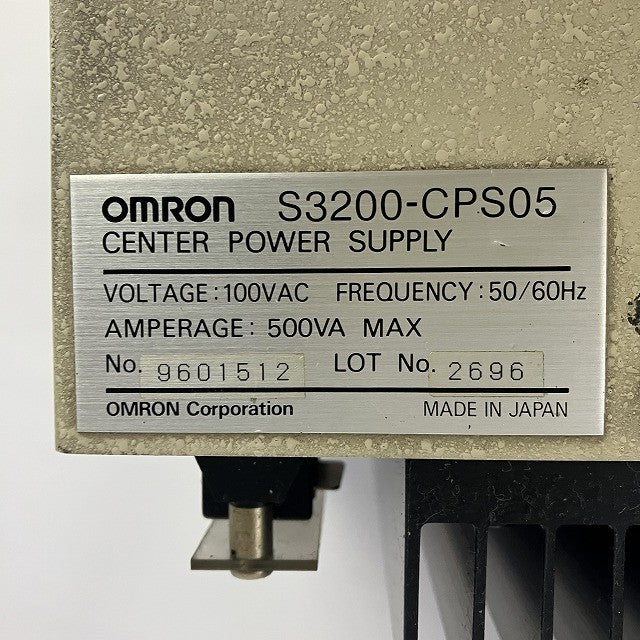 OMRON S3200-CPS05
CENTER POWER SUPPLY
VOLTAGE:100VAC FREQUENCY:50/60Hz
AMPERAGE: 500VA MAX
No. 9601512 LOT No. 2696
OMRON Corporation MADE IN JAPAN